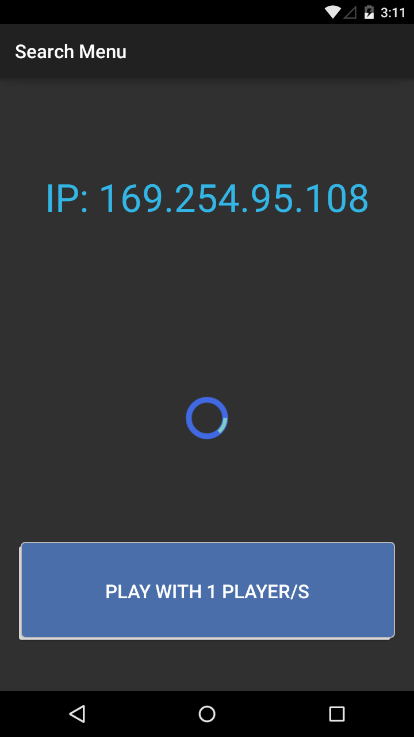 3:11
Search Menu
IP: 169.254.95.108
PLAY WITH 1 PLAYER/S